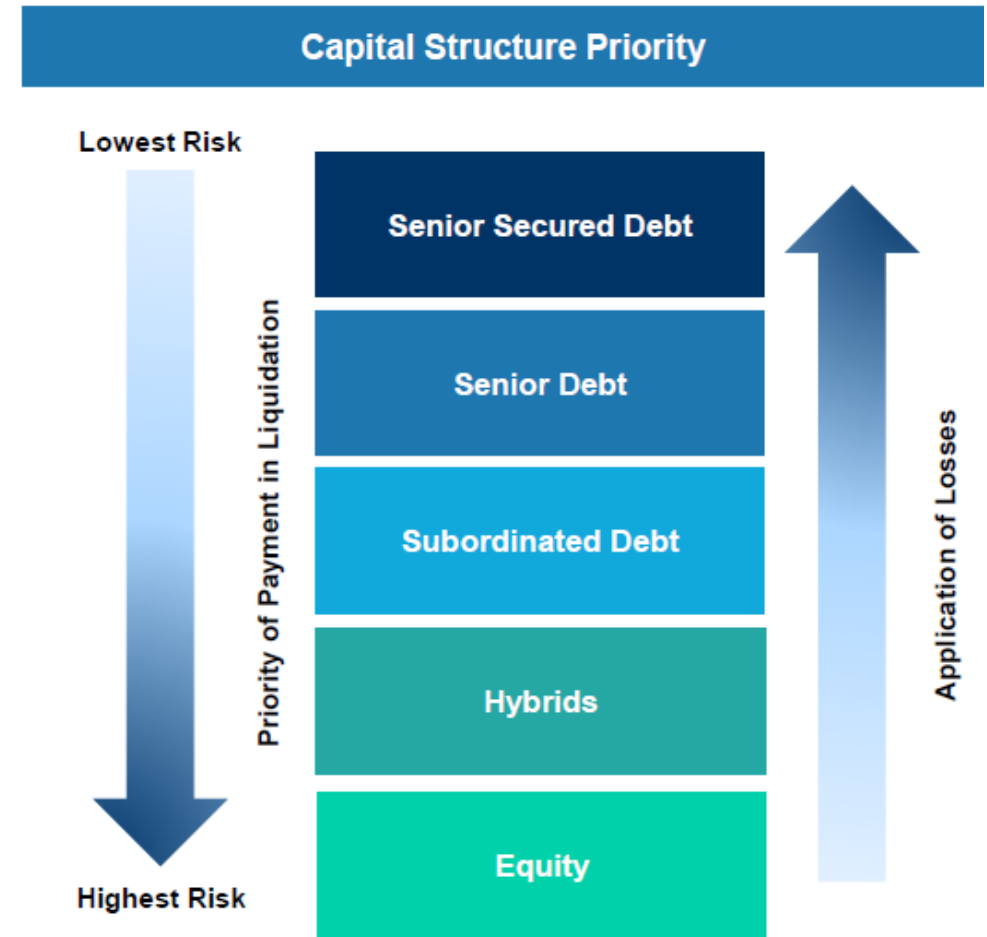 Capital Structure Priority
Lowest Risk
Senior Secured Debt
Senior Debt
Subordinated Debt
Hybrids
Equity
Priority of Payment in Liquidation
Application of Losses
Highest Risk